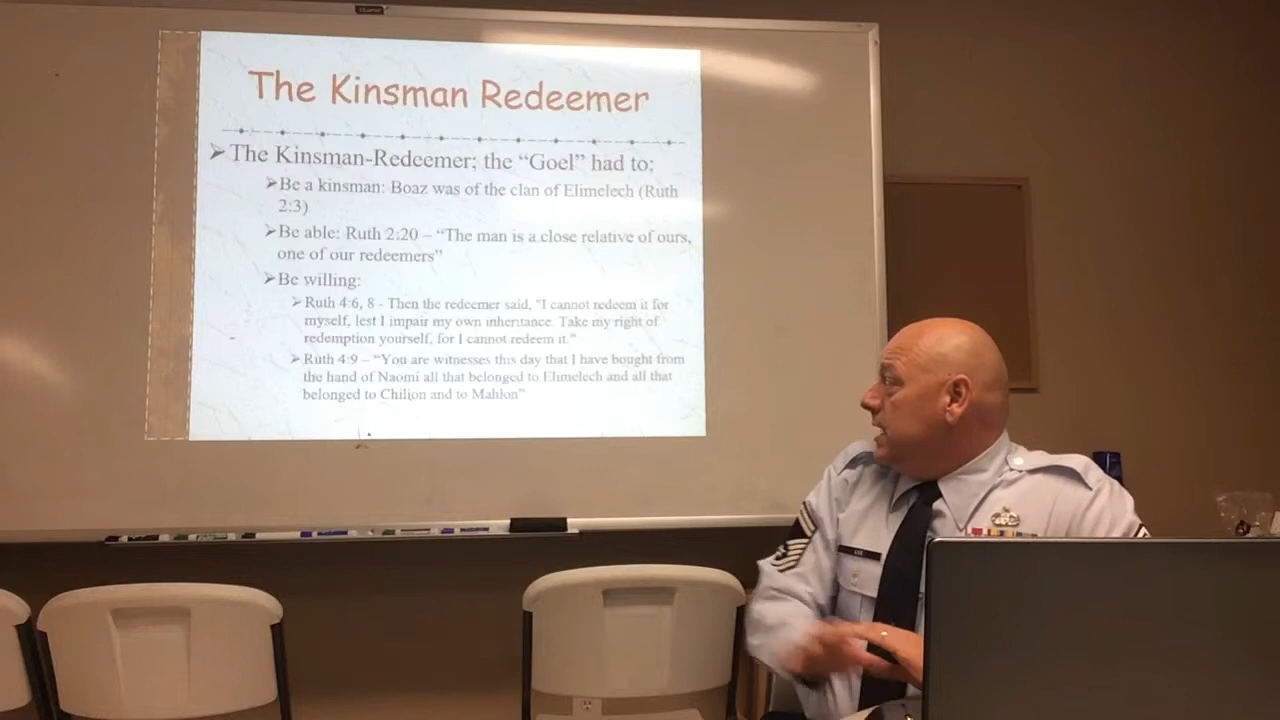 The Kinsman Redeemer
The Kinsman-Redeemer; the “Goel” had to:
Be a kinsman: Boaz was of the clan of Elimelech (Ruth
2:3)
Be able: Ruth 2:20 – “The man is a close relative of ours,
one of our redeemers”
Be willing:
Ruth 4:6, 8 - Then the redeemer said, “I cannot redeem it for
myself, lest I impair my own inheritance. Take my right of
redemption yourself, for I cannot redeem it.”
Ruth 4:9 – “You are witnesses this day that I have bought from
the hand of Naomi all that belonged to Elimelech and all that
belonged to Chilion and to Mahlon”